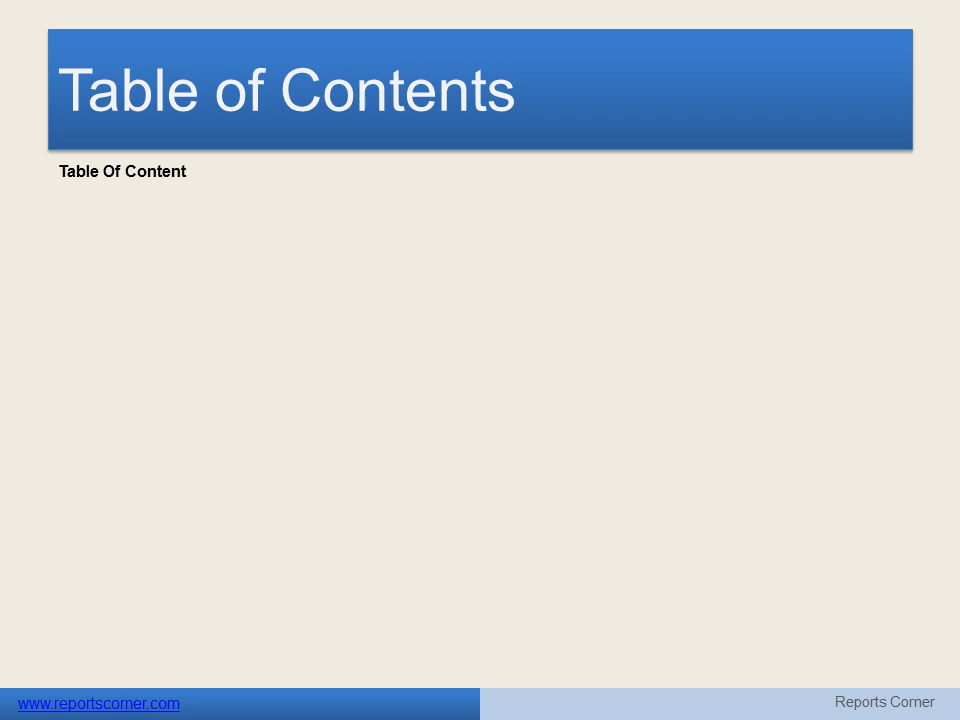 Table of Contents
Table Of Content
www.reportscorner.com
Reports Corner